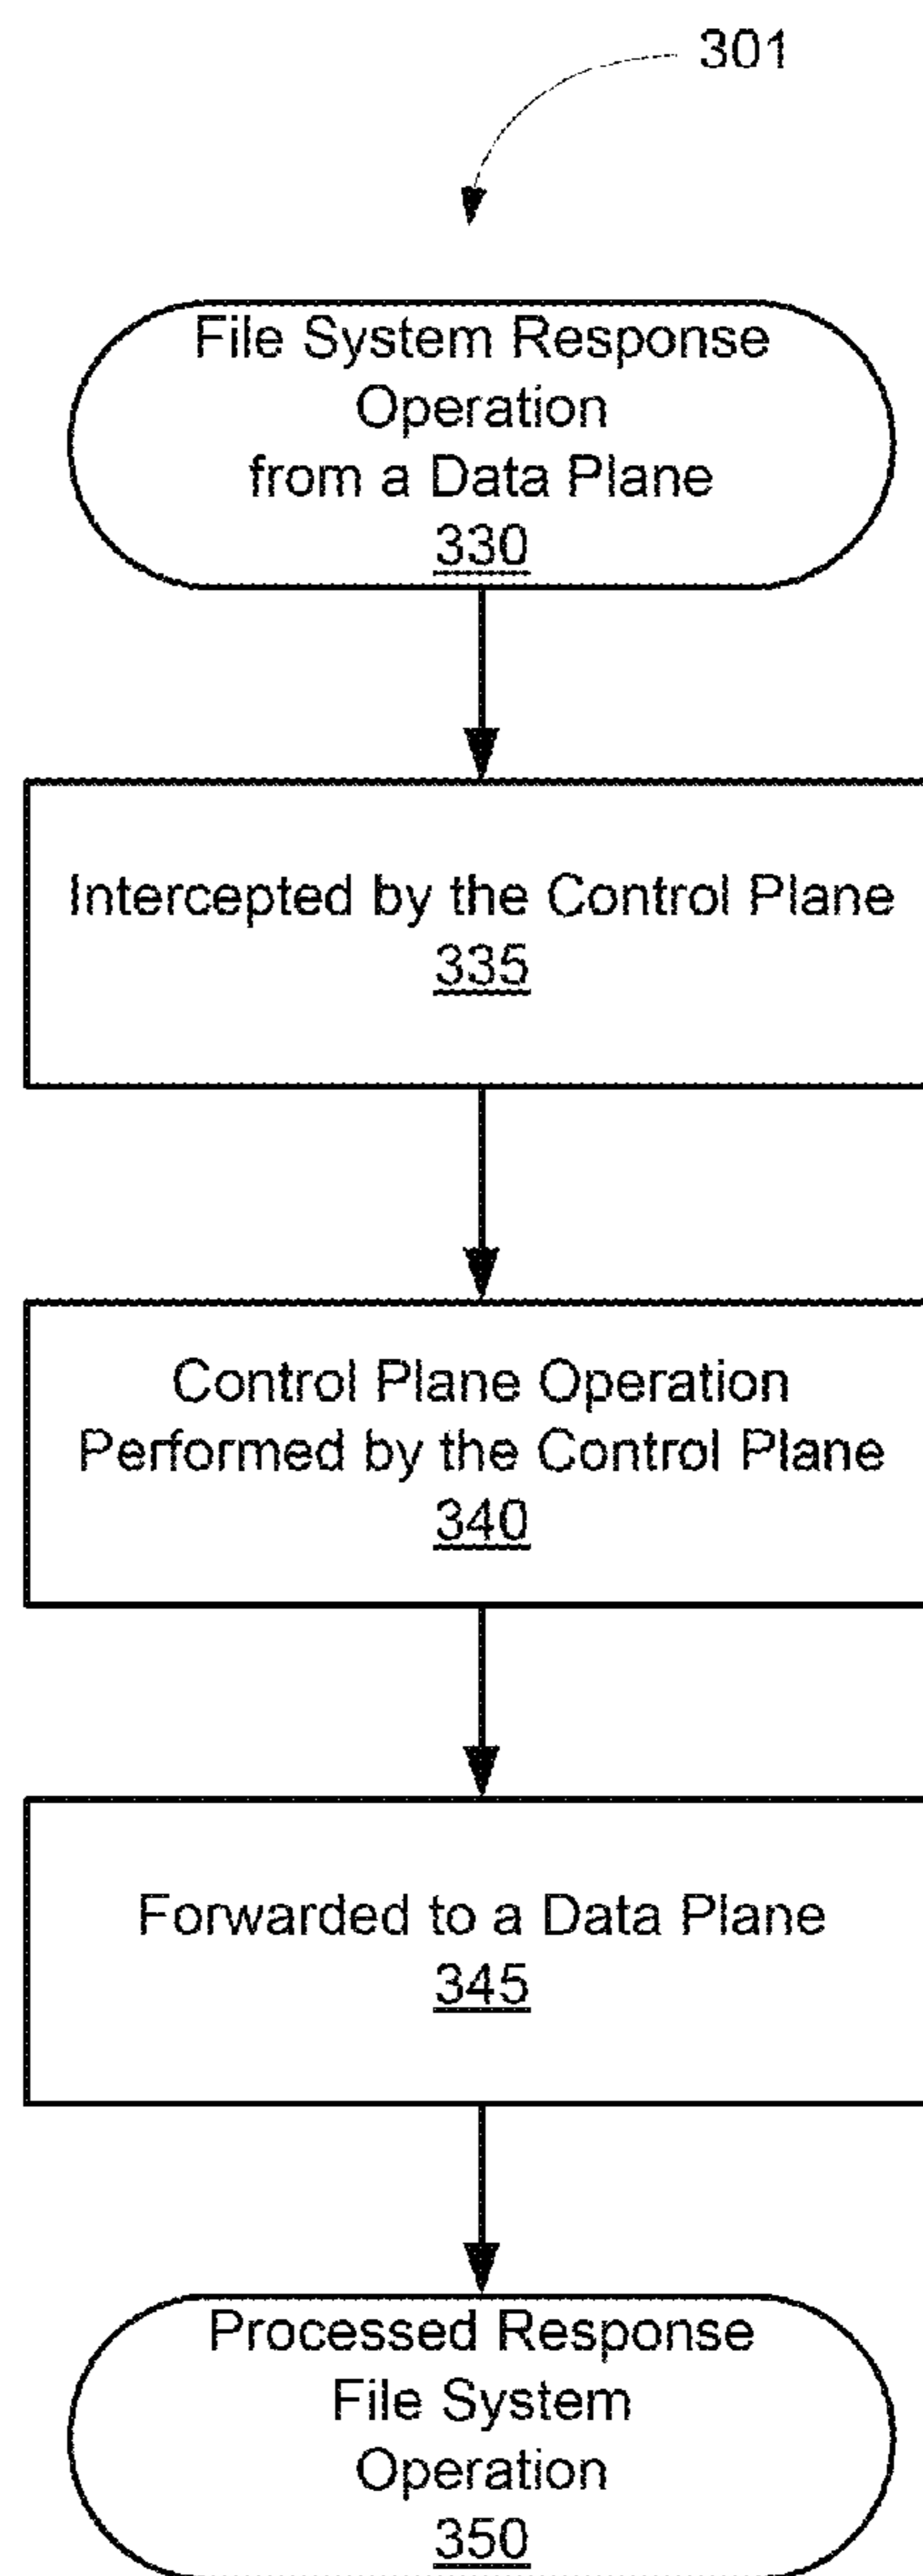 301
File System Response
Operation
from a Data Plane
330
Intercepted by the Control Plane
335
Control Plane Operation
Performed by the Control Plane
340
Forwarded to a Data Plane
345
Processed Response
File System
Operation
350